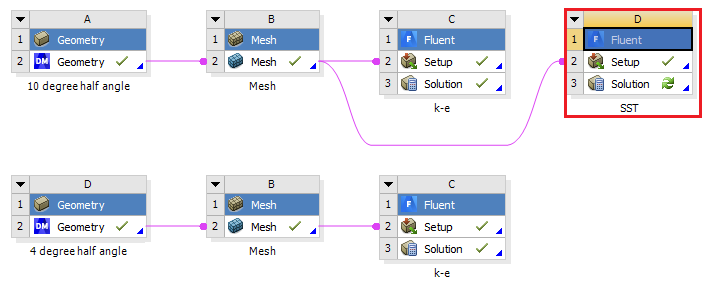 A
1 Geometry
2 DM Geometry
10 degree half angle
B
1 Mesh
2 Mesh
Mesh
C
1 F Fluent
2 Setup
3 Solution
k-e
D
1 F Fluent
2 Setup
3 Solution
SST
D
1 Geometry
2 DM Geometry
4 degree half angle
B
1 Mesh
2 Mesh
Mesh
C
1 F Fluent
2 Setup
3 Solution
k-e